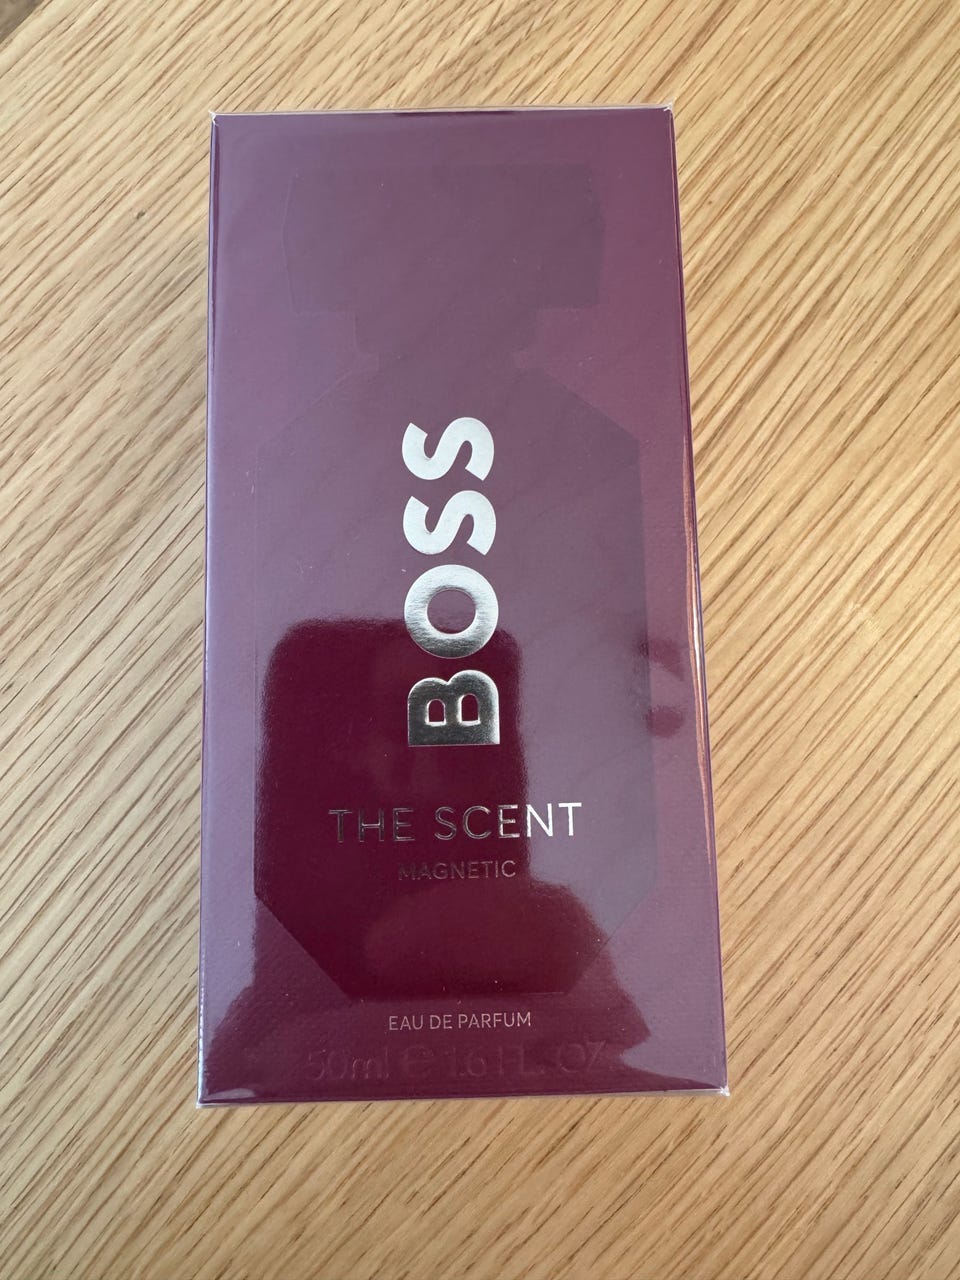 BOSS
THE SCENT
MAGNETIC
EAU DE PARFUM
50ml e 1.6 FL. OZ.